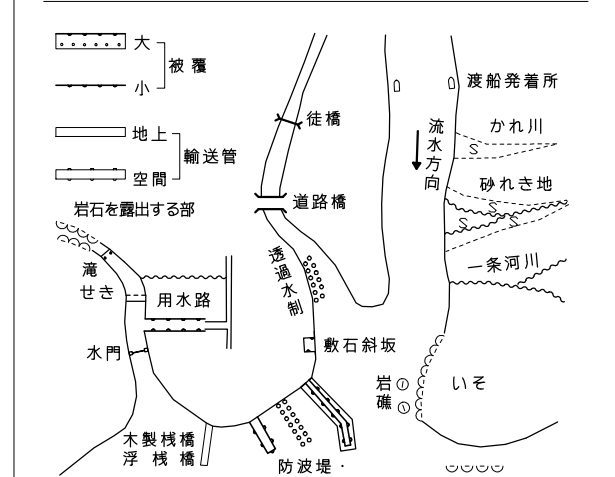 大
小
被覆
地上
空間
輸送管
岩石を露出する部
滝
せき
用水路
水門
木製桟橋
浮桟橋
徒橋
道路橋
透過水制
敷石斜坂
防波堤
流水方向
渡船発着所
かれ川
砂れき地
一条河川
岩礁
いそ
S
S
S